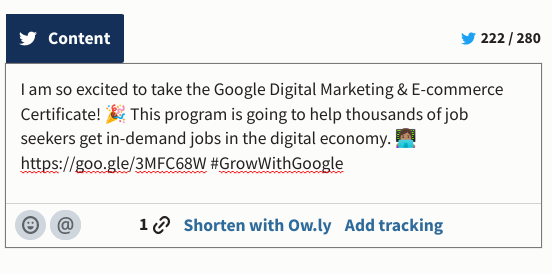 Content
222 / 280
I am so excited to take the Google Digital Marketing & E-commerce
Certificate! 🎉 This program is going to help thousands of job
seekers get in-demand jobs in the digital economy. 👩🏾‍💻
https://goo.gle/3MFC68W #GrowWithGoogle
@
1 Shorten with Ow.ly Add tracking